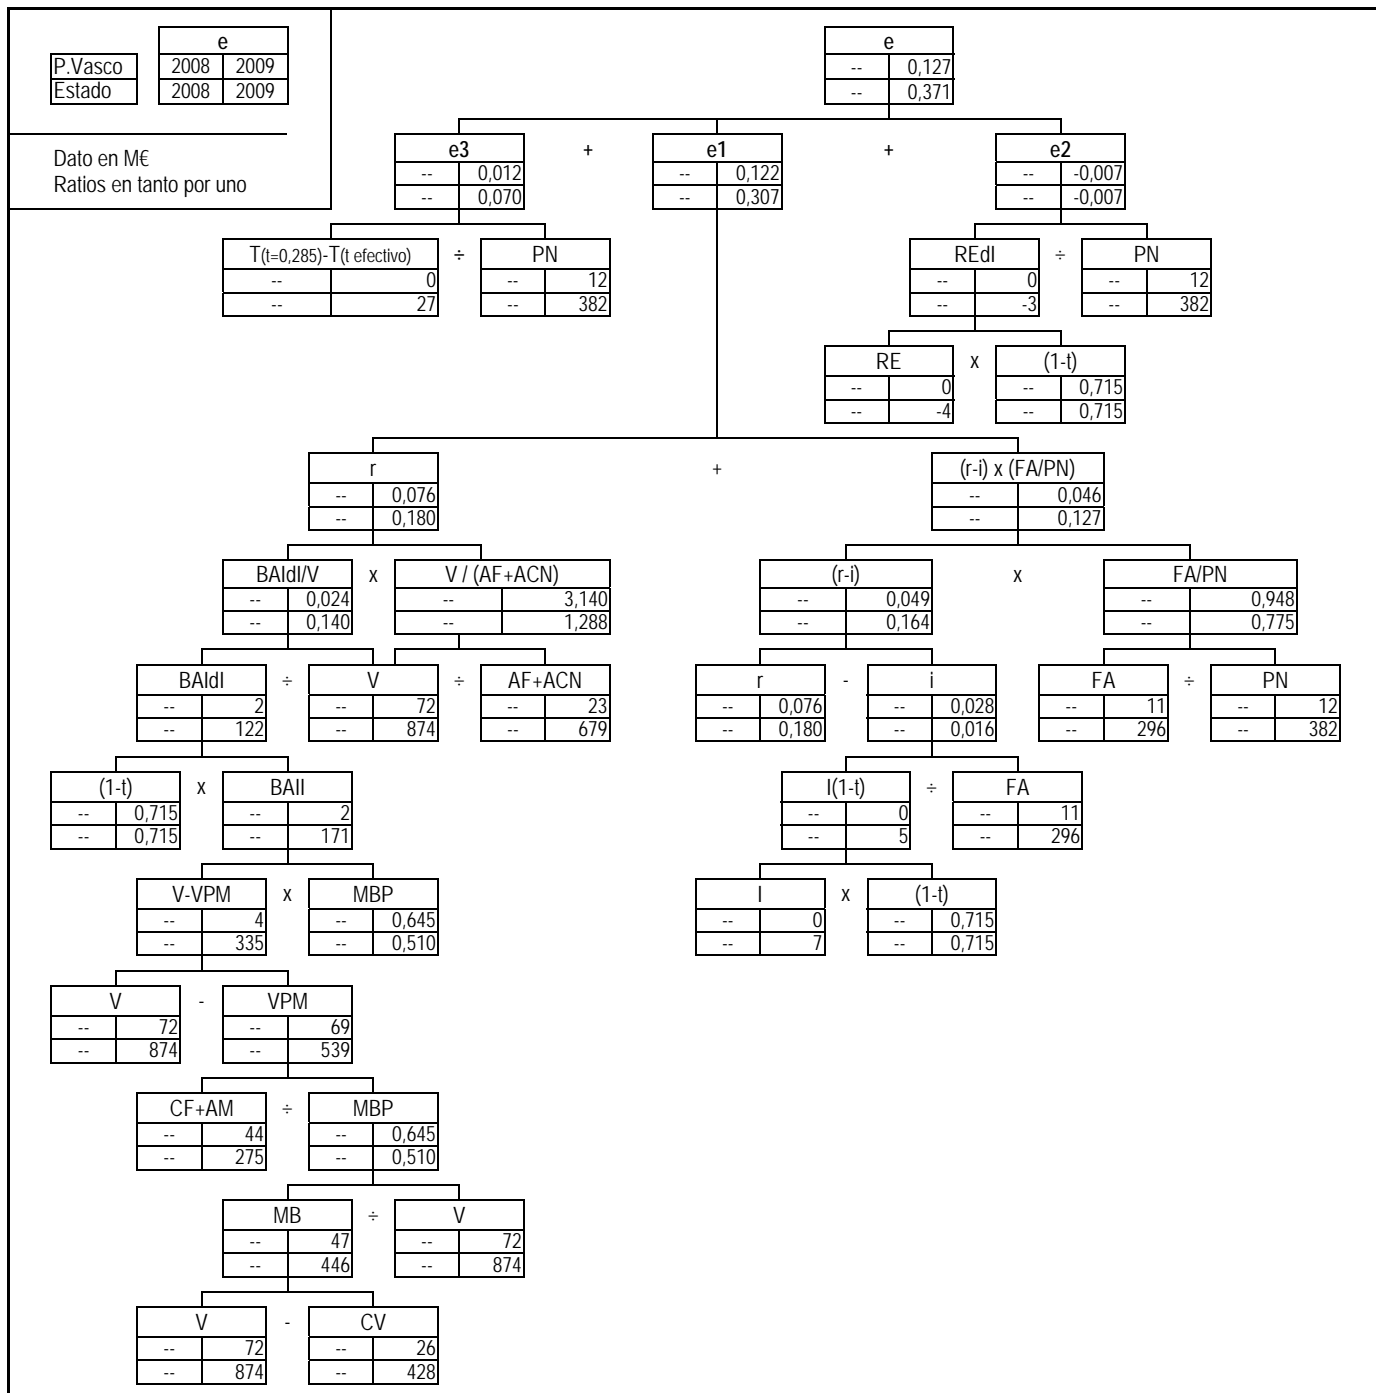 e
P.Vasco 2008 2009
Estado 2008 2009
Dato en M€
Ratios en tanto por uno
e
-- 0,127
-- 0,371
e3 + e1 + e2
-- 0,012 -- 0,122 -- -0,007
-- 0,070 -- 0,307 -- -0,007
T(t=0,285)-T(t efectivo) ÷ PN REdI ÷ PN
-- 0 -- 12 -- 0 -- 12
-- 27 -- 382 -- -3 -- 382
RE x (1-t)
-- 0 -- 0,715
-- -4 -- 0,715
r + (r-i) x (FA/PN)
-- 0,076 -- 0,046
-- 0,180 -- 0,127
BAIdI/V x V / (AF+ACN) (r-i) x FA/PN
-- 0,024 -- 3,140 -- 0,049 -- 0,948
-- 0,140 -- 1,288 -- 0,164 -- 0,775
BAIdI ÷ V ÷ AF+ACN r - i FA ÷ PN
-- 2 -- 72 -- 23 -- 0,076 -- 0,028 -- 11 -- 12
-- 122 -- 874 -- 679 -- 0,180 -- 0,016 -- 296 -- 382
(1-t) x BAII I(1-t) ÷ FA
-- 0,715 -- 2 -- 0 -- 11
-- 0,715 -- 171 -- 5 -- 296
V-VPM x MBP I x (1-t)
-- 4 -- 0,645 -- 0 -- 0,715
-- 335 -- 0,510 -- 7 -- 0,715
V - VPM
-- 72 -- 69
-- 874 -- 539
CF+AM ÷ MBP
-- 44 -- 0,645
-- 275 -- 0,510
MB ÷ V
-- 47 -- 72
-- 446 -- 874
V - CV
-- 72 -- 26
-- 874 -- 428